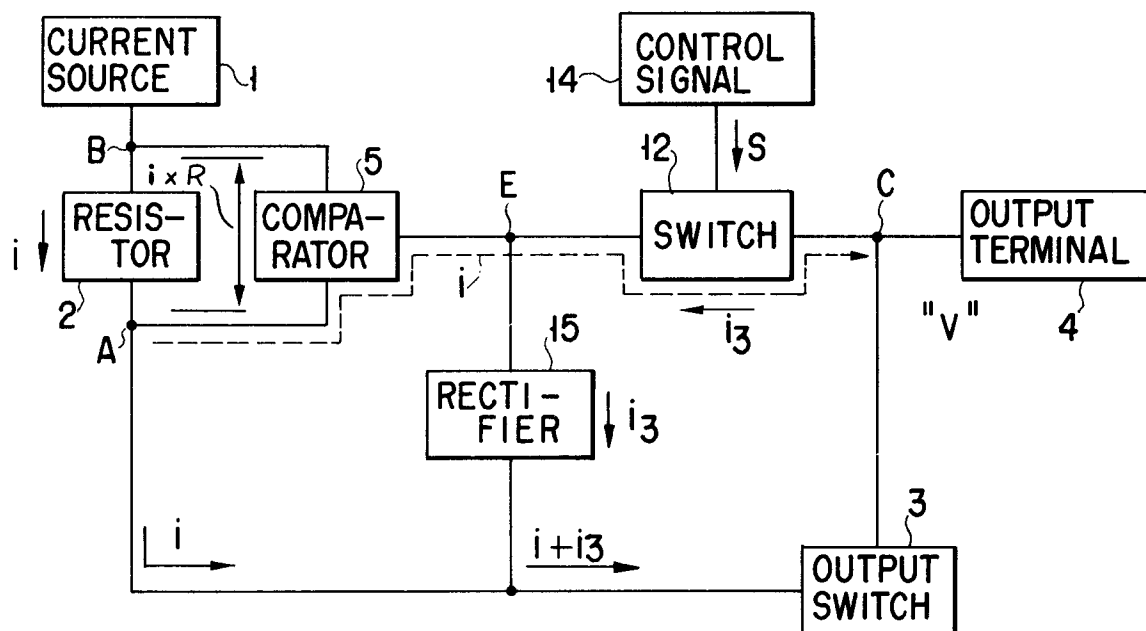 CURRENT
SOURCE
1
CONTROL
SIGNAL
14
S
B
i × R
5
12
E
C
i
RESIS-
TOR
COMPA-
RATOR
SWITCH
OUTPUT
TERMINAL
2
i
i3
"V"
4
A
15
RECTI-
FIER
i3
3
i
i+i3
OUTPUT
SWITCH